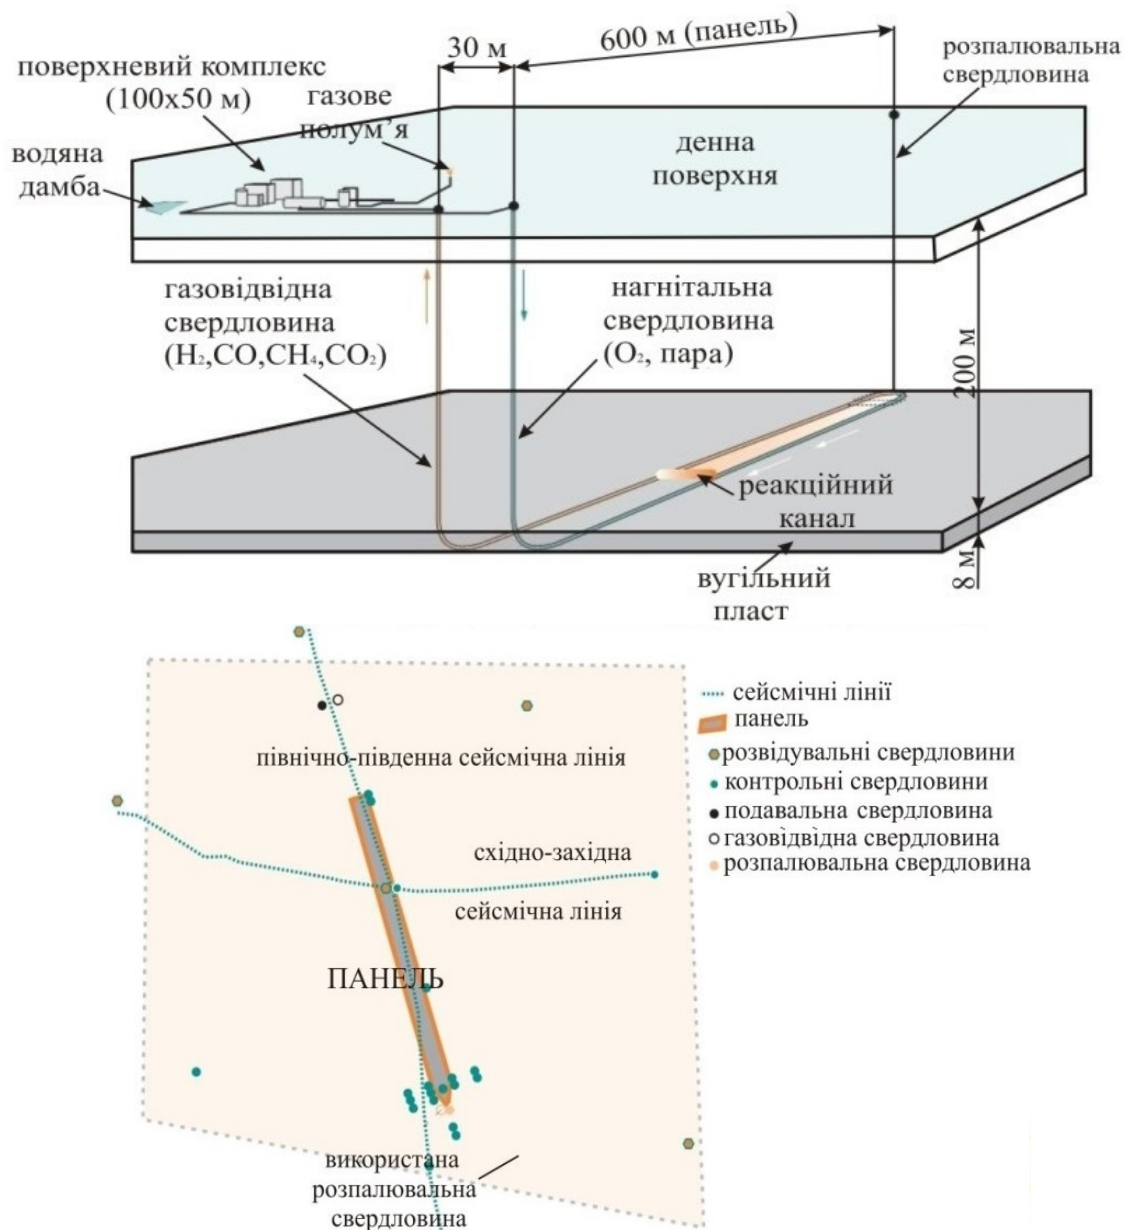 30 м
600 м (панель)
розпалювальна
свердловина
поверхневий комплекс
(100х50 м)
газове
полум’я
водяна
дамба
денна
поверхня
газовідвідна
свердловина
(H₂,CO,CH₄,CO₂)
нагнітальна
свердловина
(O₂, пара)
200 м
реакційний
канал
вугільний
пласт
8 м
сейсмічні лінії
панель
розвідувальні свердловини
контрольні свердловини
подавальна свердловина
газовідвідна свердловина
розпалювальна свердловина
північно-південна сейсмічна лінія
східно-західна
сейсмічна лінія
ПАНЕЛЬ
використана
розпалювальна
свердловина